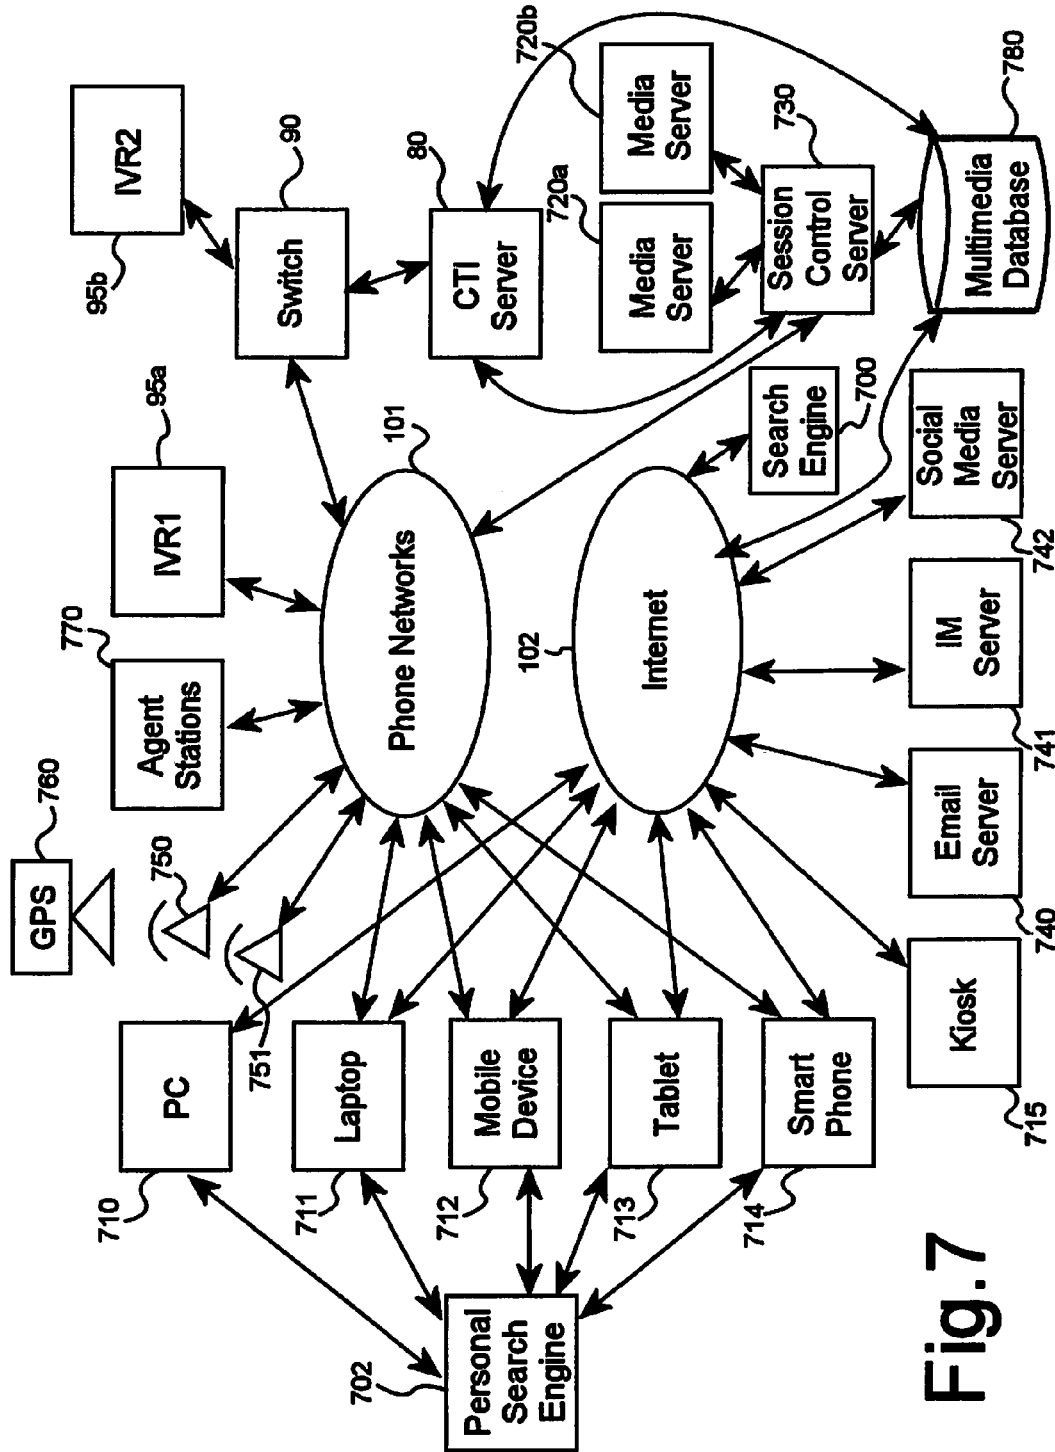 GPS
760
770
95b
IVR2
710
PC
750
Agent
Stations
IVR1
95a
751
Switch
90
711
Laptop
Phone Networks
101
702
Personal
Search
Engine
712
Mobile
Device
CTI
Server
80
102
720a
720b
713
Tablet
Internet
Media
Server
Media
Server
714
Smart
Phone
Search
Engine
700
Session
Control
Server
730
Fig.7
715
Kiosk
740
Email
Server
741
IM
Server
742
Social
Media
Server
Multimedia
Database
780